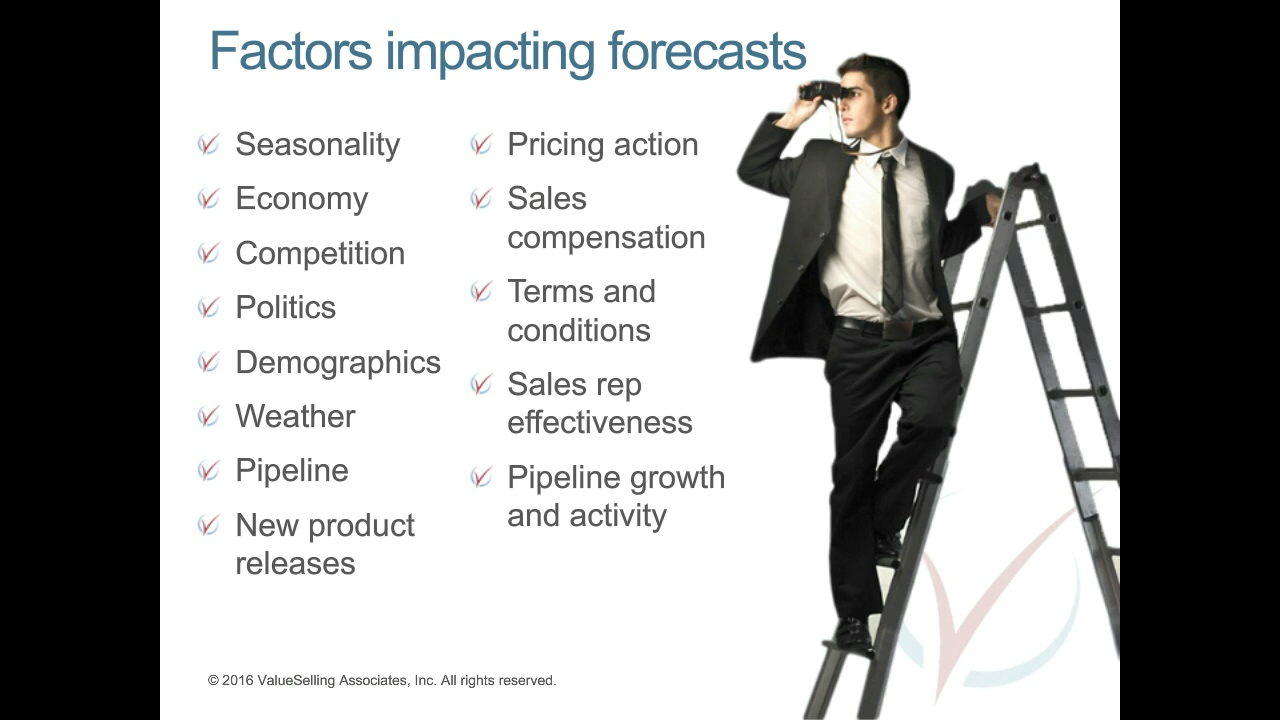 Factors impacting forecasts
Seasonality
Economy
Competition
Politics
Demographics
Weather
Pipeline
New product
releases
Pricing action
Sales
compensation
Terms and
conditions
Sales rep
effectiveness
Pipeline growth
and activity
© 2016 ValueSelling Associates, Inc. All rights reserved.